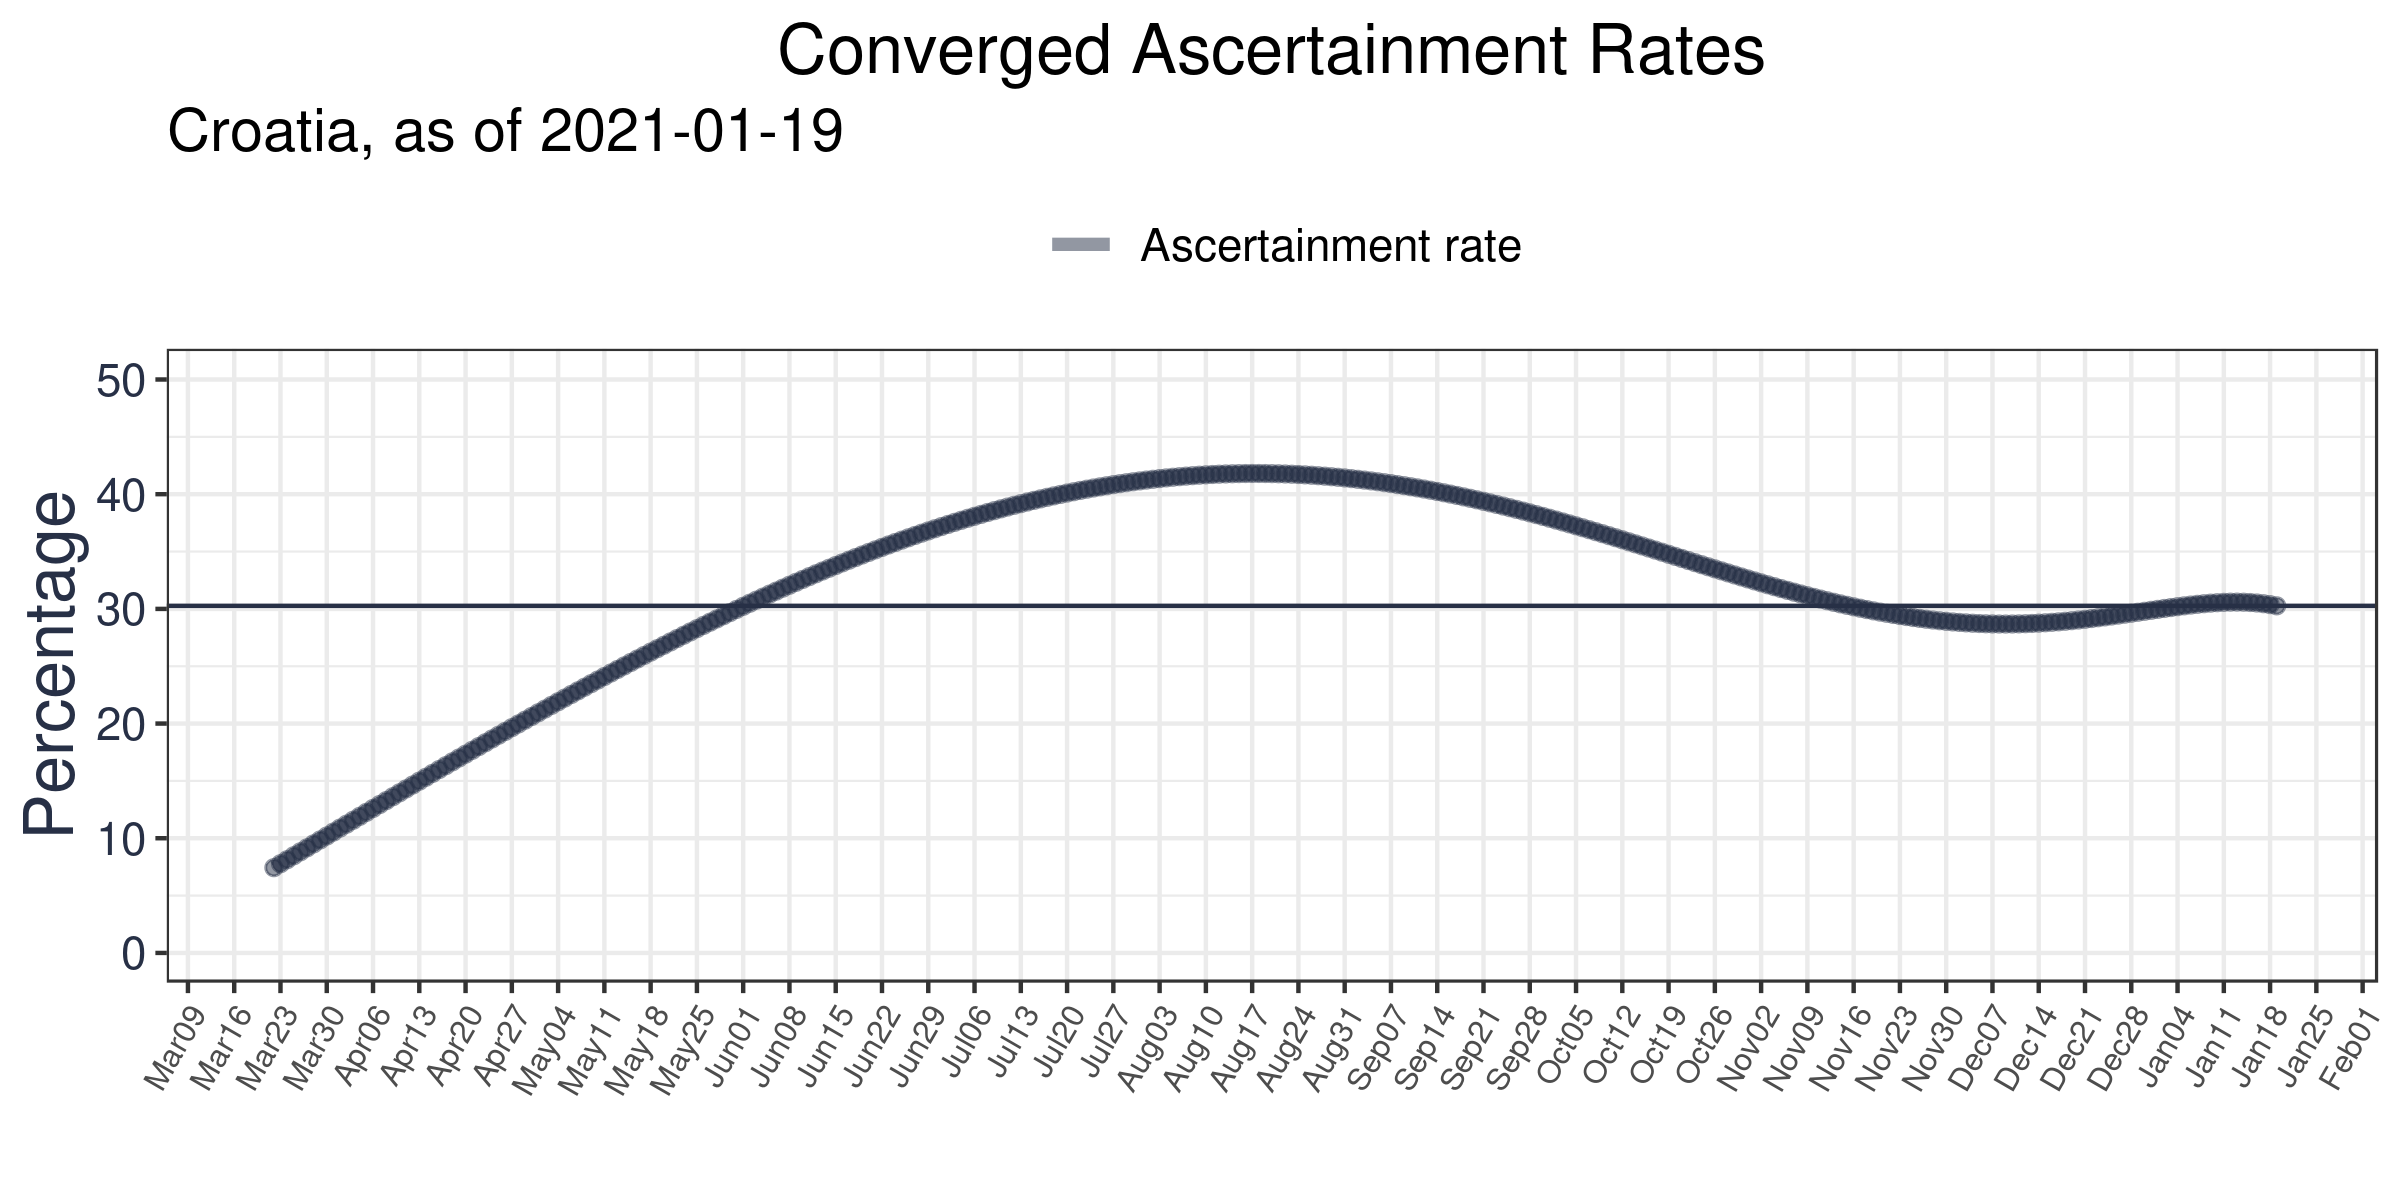 Converged Ascertainment Rates
Croatia, as of 2021-01-19
Ascertainment rate
Percentage
50
40
30
20
10
0
Mar09 Mar16 Mar23 Mar30 Apr06 Apr13 Apr20 Apr27 May04 May11 May18 May25 Jun01 Jun08 Jun15 Jun22 Jun29 Jul06 Jul13 Jul20 Jul27 Aug03 Aug10 Aug17 Aug24 Aug31 Sep07 Sep14 Sep21 Sep28 Oct05 Oct12 Oct19 Oct26 Nov02 Nov09 Nov16 Nov23 Nov30 Dec07 Dec14 Dec21 Dec28 Jan04 Jan11 Jan18 Jan25 Feb01